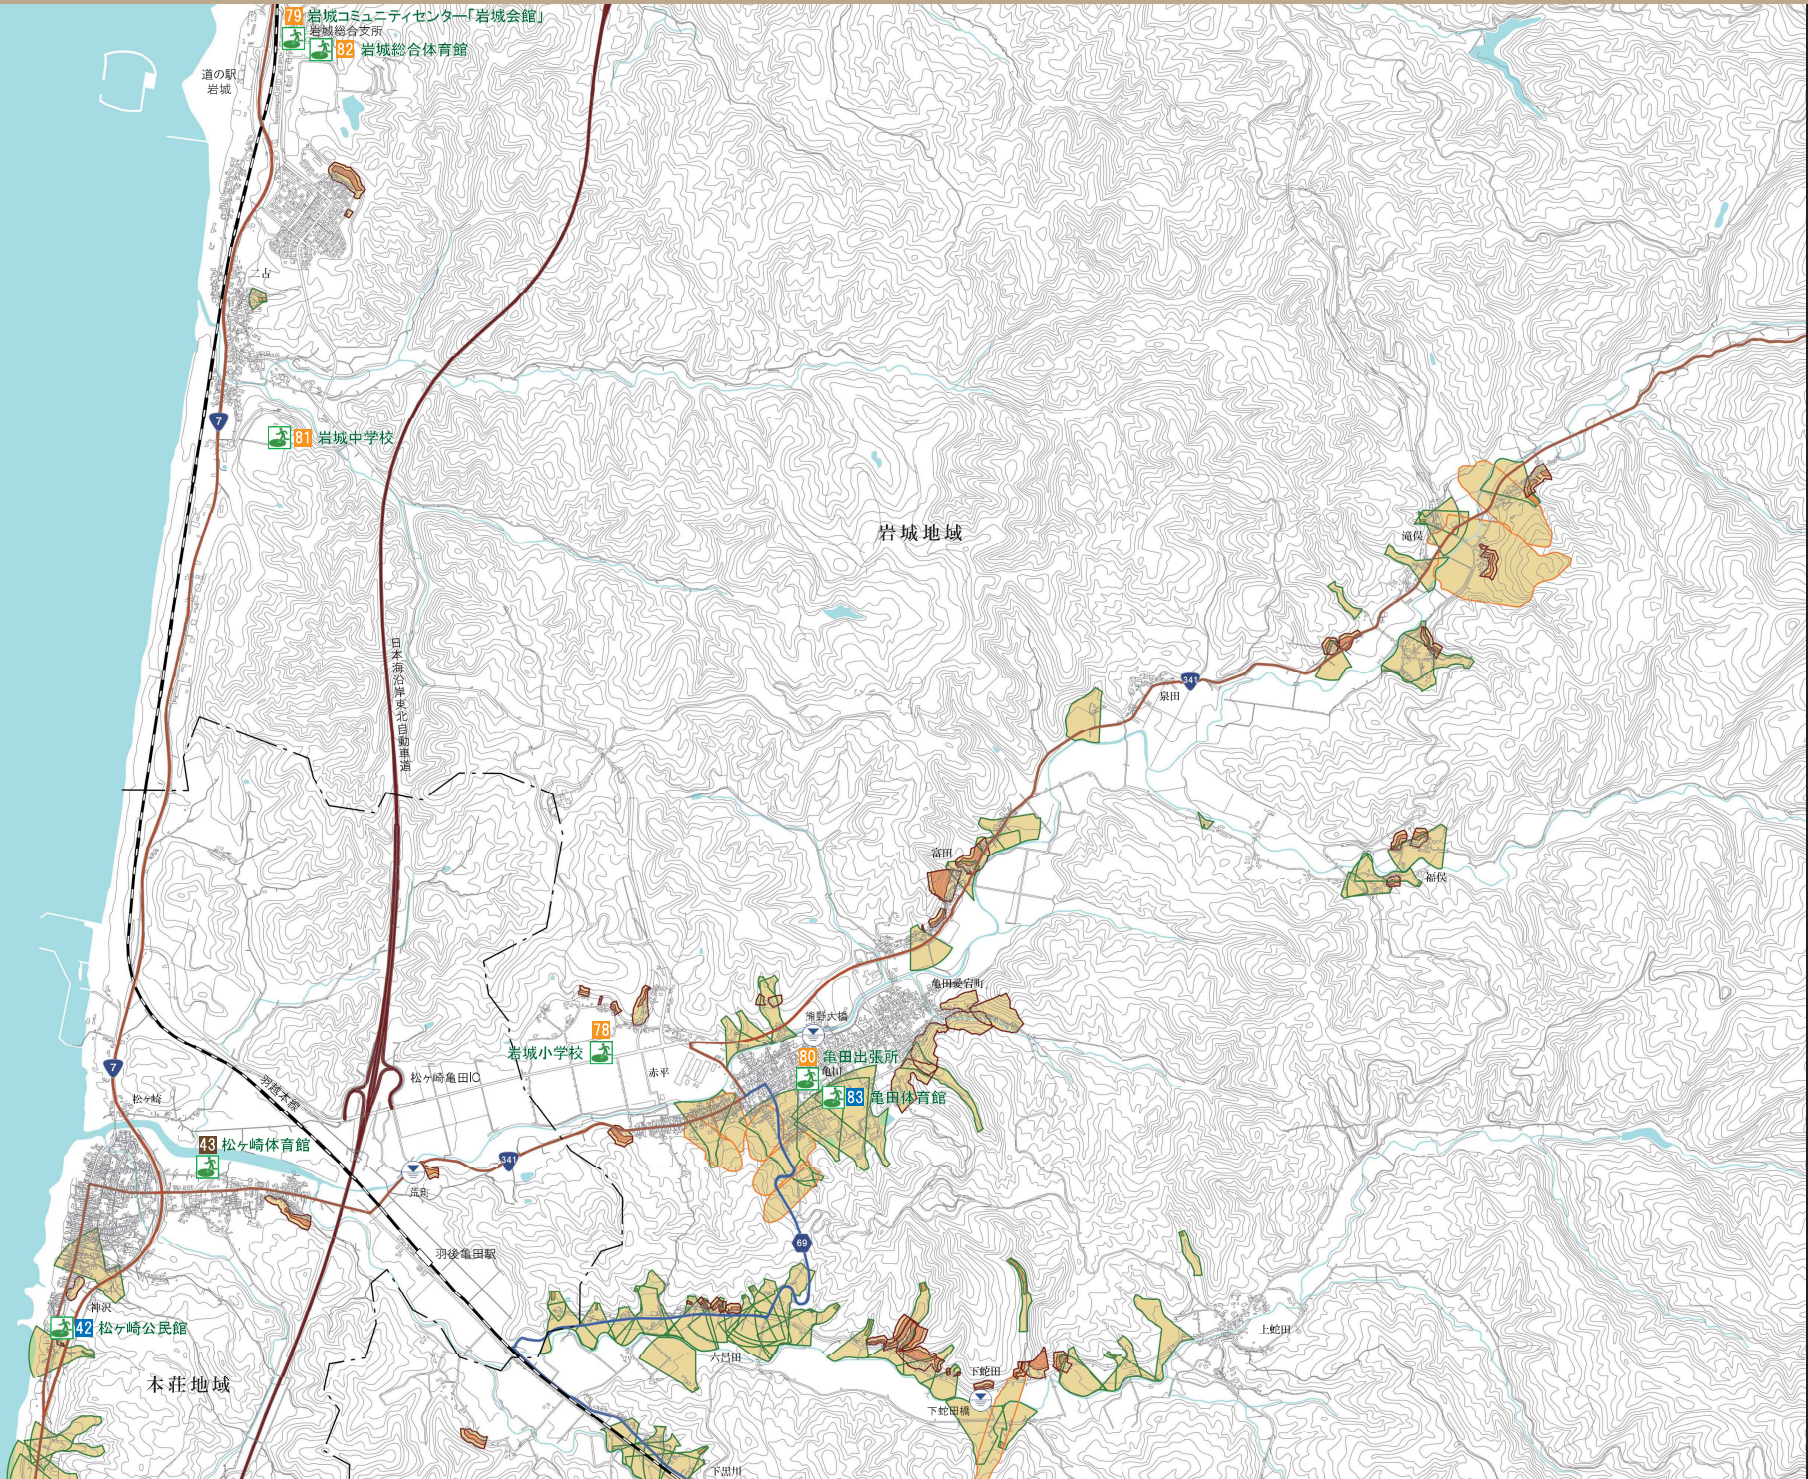 79 岩城コミュニティセンター「岩城会館」
岩城総合支所
82 岩城総合体育館
道の駅
岩城
二古
7
81 岩城中学校
岩城地域
滝俣
日本海沿岸東北自動車道
341
泉田
富田
福俣
亀田愛宕町
熊野大橋
78
岩城小学校
80 亀田出張所
亀田
赤平
83 亀田体育館
松ヶ崎亀田IC
7
羽越本線
松ヶ崎
43 松ヶ崎体育館
341
荒町
69
羽後亀田駅
神沢
42 松ヶ崎公民館
上蛇田
六呂田
下蛇田
本荘地域
下蛇田橋
下黒川